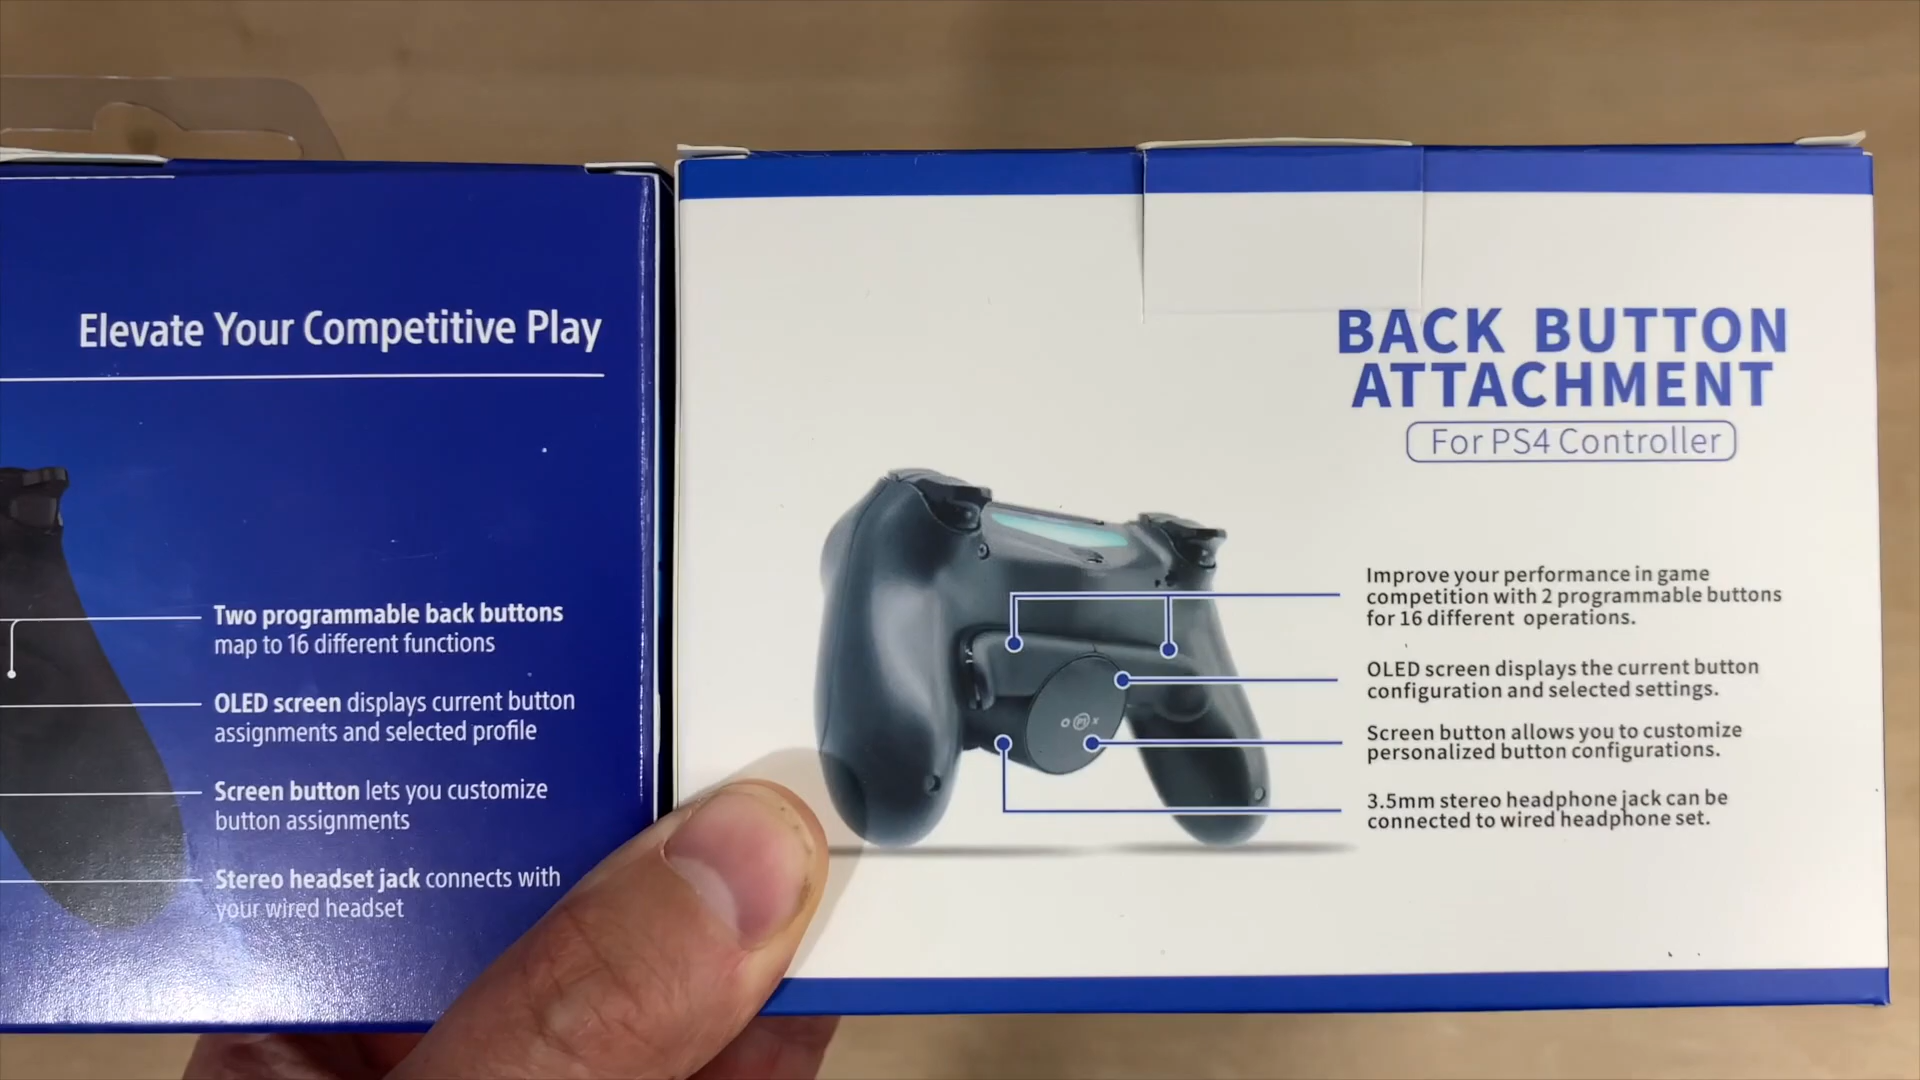 Elevate Your Competitive Play
Two programmable back buttons
map to 16 different functions
OLED screen displays current button
assignments and selected profile
Screen button lets you customize
button assignments
Stereo headset jack connects with
your wired headset
BACK BUTTON
ATTACHMENT
For PS4 Controller
Improve your performance in game
competition with 2 programmable buttons
for 16 different operations.
OLED screen displays the current button
configuration and selected settings.
Screen button allows you to customize
personalized button configurations.
3.5mm stereo headphone jack can be
connected to wired headphone set.
O P1 X